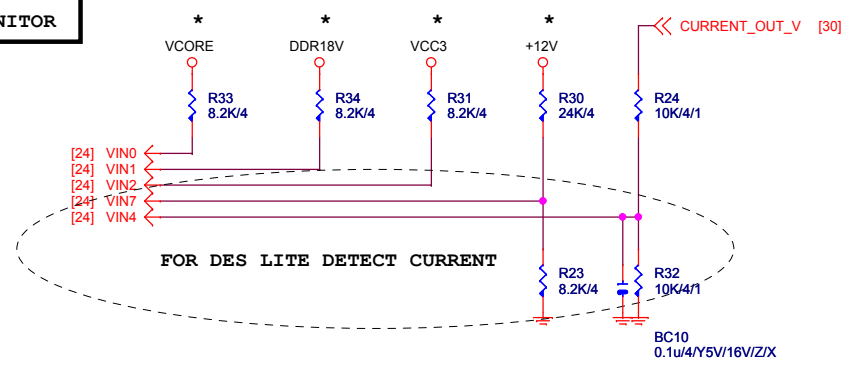 NITOR
* * * *
VCORE DDR18V VCC3 +12V
CURRENT_OUT_V [30]
R33
8.2K/4
R34
8.2K/4
R31
8.2K/4
R30
24K/4
R24
10K/4/1
[24] VIN0
[24] VIN1
[24] VIN2
[24] VIN7
[24] VIN4
FOR DES LITE DETECT CURRENT
R23
8.2K/4
R32
10K/4/1
BC10
0.1u/4/Y5V/16V/Z/X